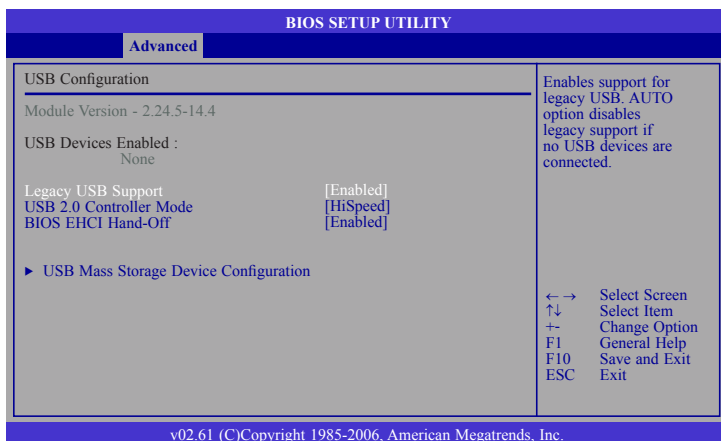 BIOS SETUP UTILITY
Advanced
USB Configuration
Module Version - 2.24.5-14.4
USB Devices Enabled :
None
Legacy USB Support [Enabled]
USB 2.0 Controller Mode [HiSpeed]
BIOS EHCI Hand-Off [Enabled]
► USB Mass Storage Device Configuration
Enables support for
legacy USB. AUTO
option disables
legacy support if
no USB devices are
connected.
←→ Select Screen
↑↓ Select Item
+- Change Option
F1 General Help
F10 Save and Exit
ESC Exit
v02.61 (C)Copyright 1985-2006, American Megatrends, Inc.